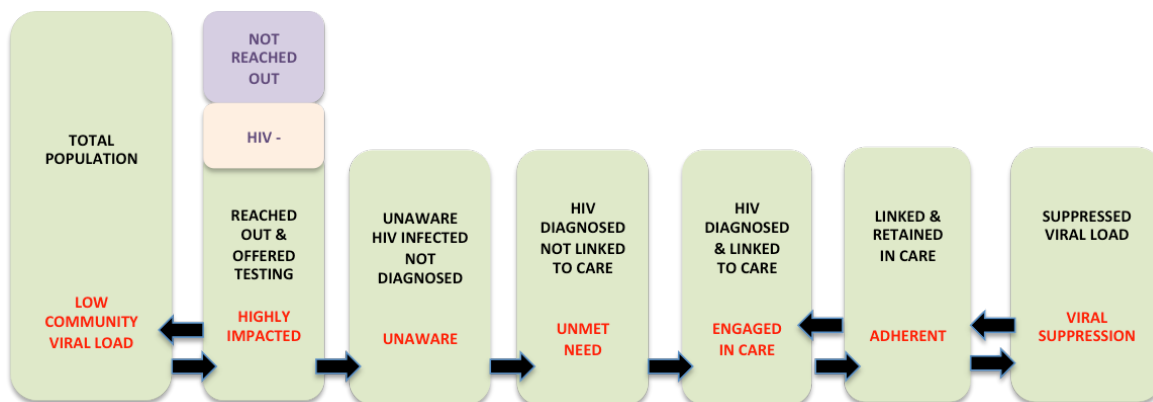 TOTAL
POPULATION
LOW
COMMUNITY
VIRAL LOAD
NOT
REACHED
OUT
HIV -
REACHED
OUT &
OFFERED
TESTING
HIGHLY
IMPACTED
UNAWARE
HIV INFECTED
NOT
DIAGNOSED
UNAWARE
HIV
DIAGNOSED
NOT LINKED
TO CARE
UNMET
NEED
HIV
DIAGNOSED
& LINKED
TO CARE
ENGAGED
IN CARE
LINKED &
RETAINED
IN CARE
ADHERENT
SUPPRESSED
VIRAL LOAD
VIRAL
SUPPRESSION